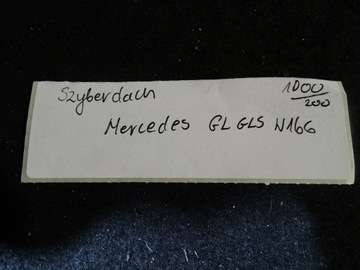 Szyberdach 1000
200
Mercedes GL GLS W166